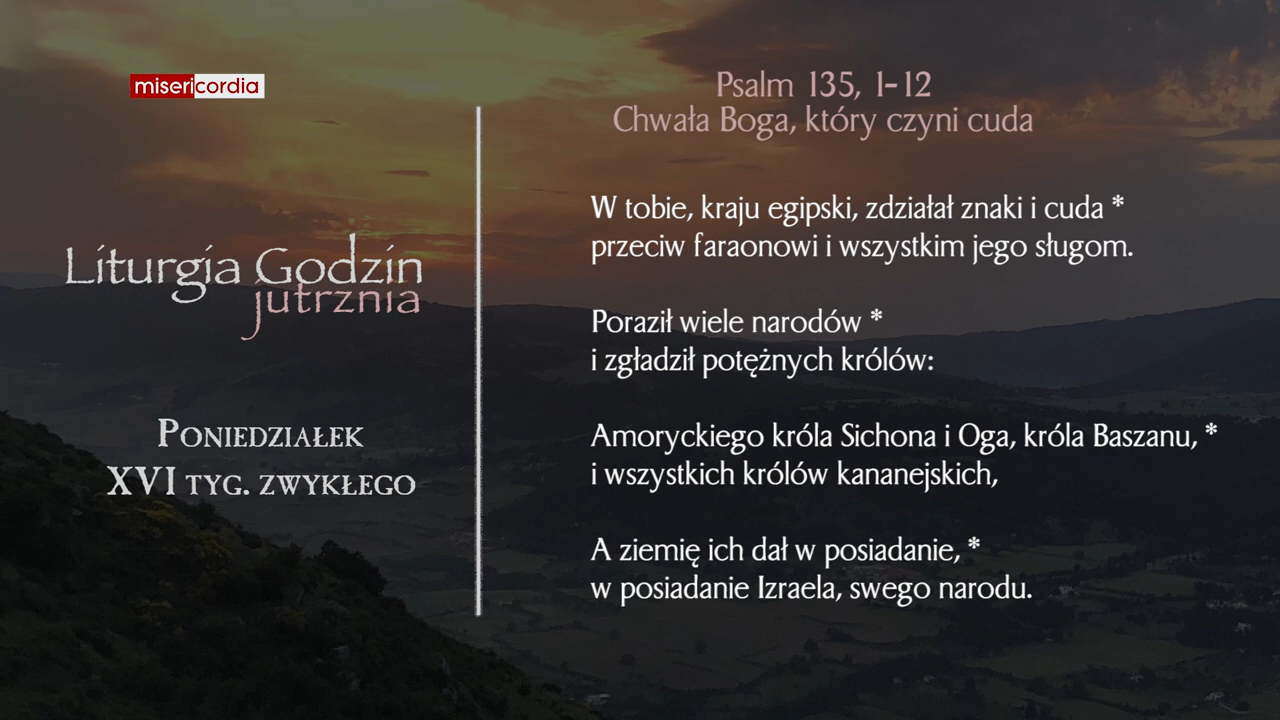 misericordia
Liturgia Godzin
jutrznia
Poniedziałek
XVI tyg. zwykłego
Psalm 135, 1-12
Chwała Boga, który czyni cuda
W tobie, kraju egipski, zdziałał znaki i cuda *
przeciw faraonowi i wszystkim jego sługom.
Poraził wiele narodów *
i zgładził potężnych królów:
Amoryckiego króla Sichona i Oga, króla Baszanu, *
i wszystkich królów kananejskich,
A ziemię ich dał w posiadanie, *
w posiadanie Izraela, swego narodu.